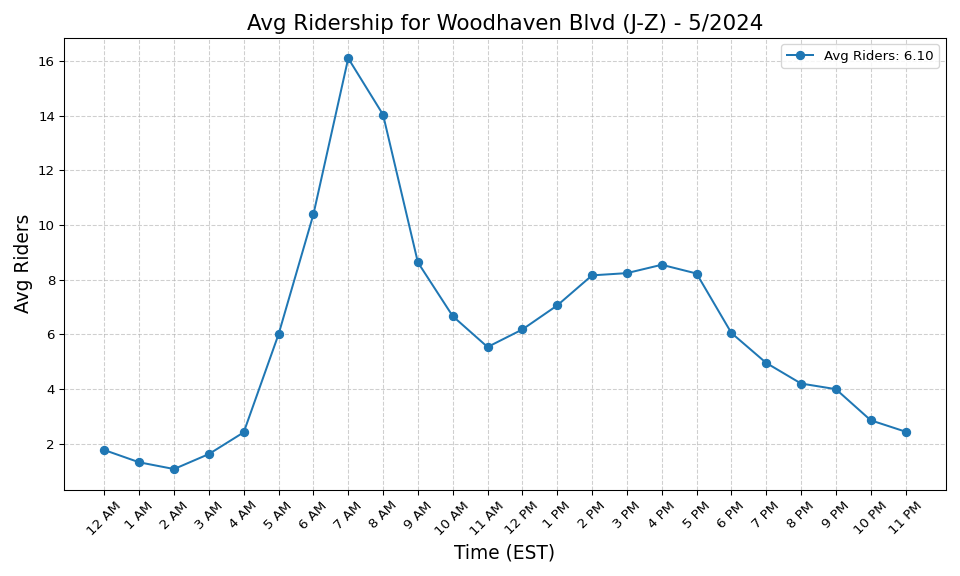 Avg Ridership for Woodhaven Blvd (J-Z) - 5/2024
Avg Riders: 6.10
Avg Riders
16
14
12
10
8
6
4
2
12 AM
1 AM
2 AM
3 AM
4 AM
5 AM
6 AM
7 AM
8 AM
9 AM
10 AM
11 AM
12 PM
1 PM
2 PM
3 PM
4 PM
5 PM
6 PM
7 PM
8 PM
9 PM
10 PM
11 PM
Time (EST)